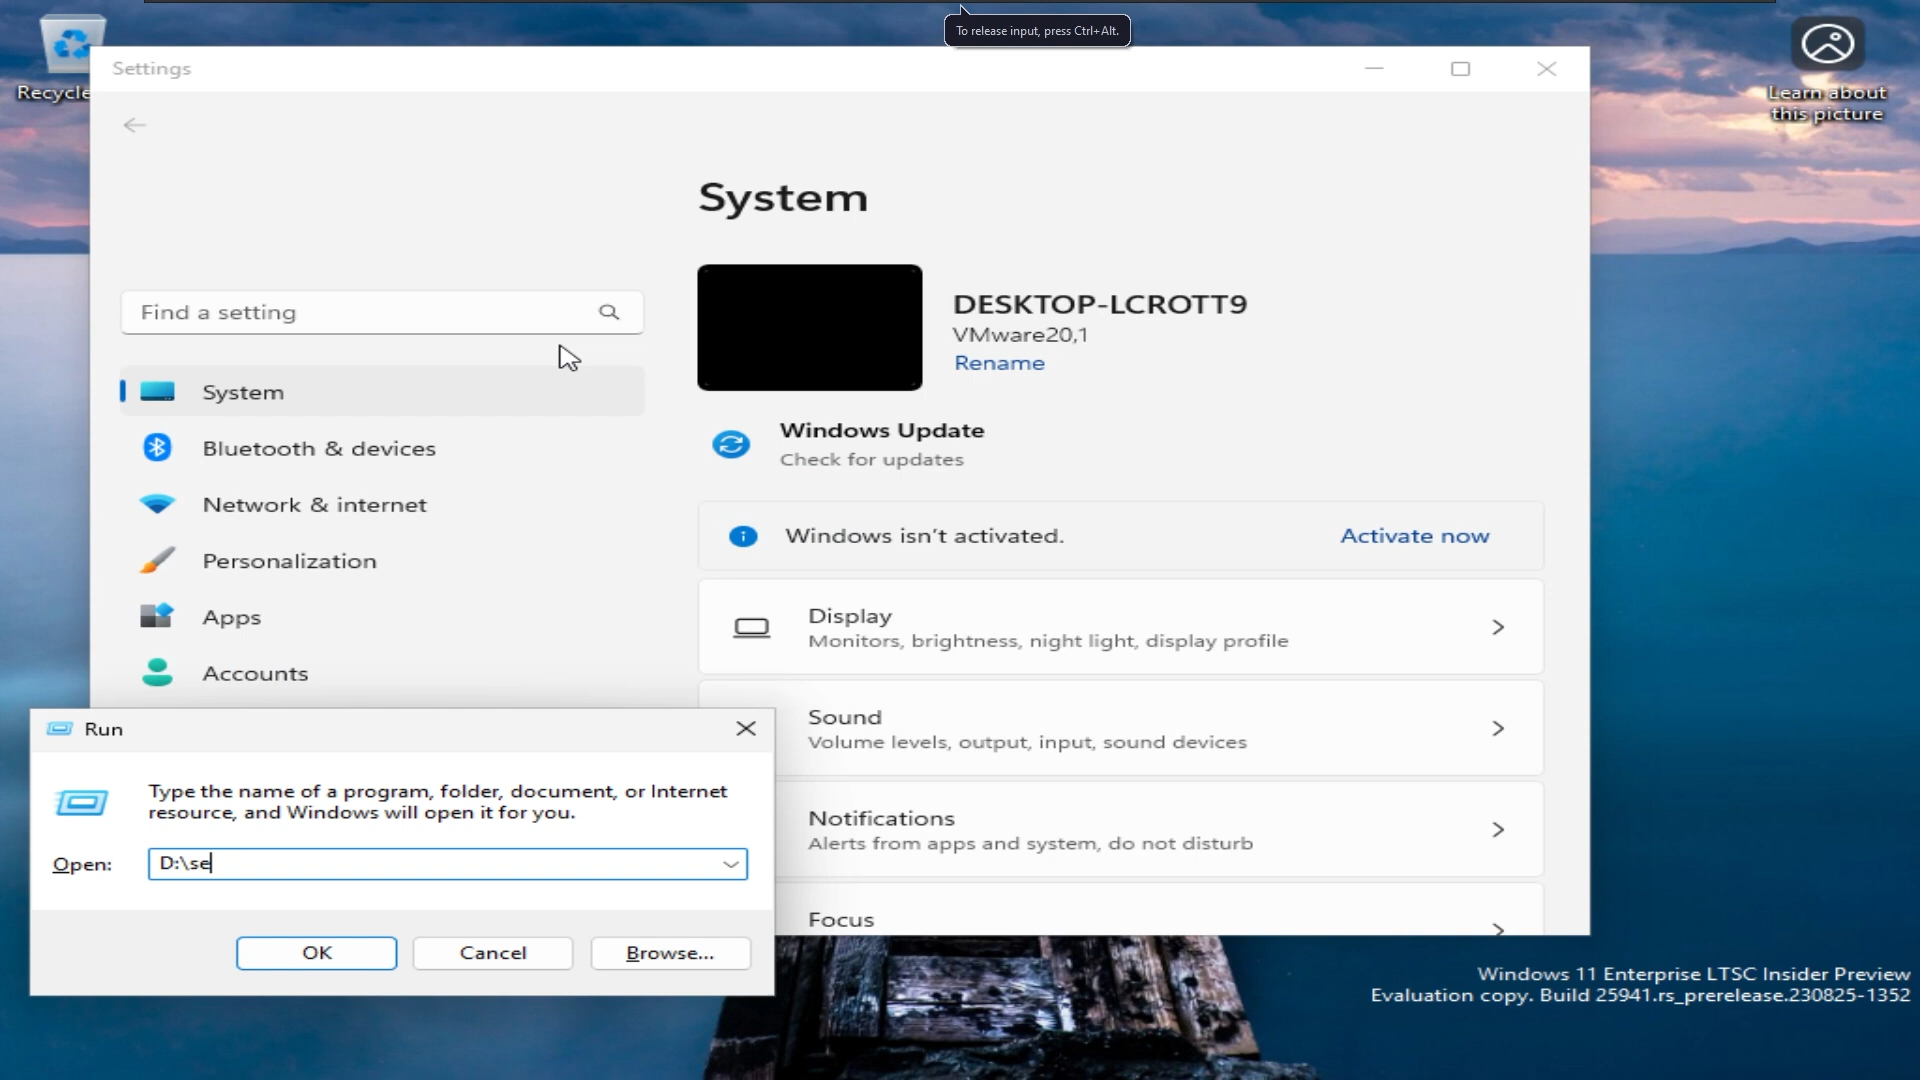 To release input, press Ctrl+Alt.
Recycle
Learn about
this picture
Settings
System
Find a setting
DESKTOP-LCROTT9
VMware20,1
Rename
System
Bluetooth & devices
Network & internet
Personalization
Apps
Accounts
Windows Update
Check for updates
Windows isn't activated.
Activate now
Display
Monitors, brightness, night light, display profile
Sound
Volume levels, output, input, sound devices
Notifications
Alerts from apps and system, do not disturb
Focus
Run
Type the name of a program, folder, document, or Internet
resource, and Windows will open it for you.
Open:
D:\se
OK
Cancel
Browse...
Windows 11 Enterprise LTSC Insider Preview
Evaluation copy. Build 25941.rs_prerelease.230825-1352